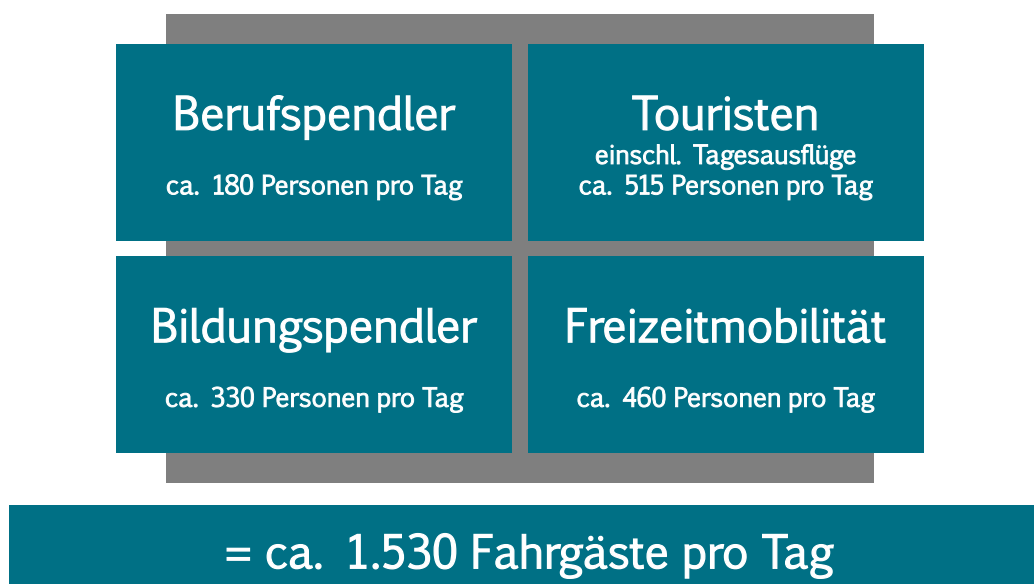 Berufspendler
ca. 180 Personen pro Tag
Touristen
einschl. Tagesausflüge
ca. 515 Personen pro Tag
Bildungspendler
ca. 330 Personen pro Tag
Freizeitmobilität
ca. 460 Personen pro Tag
= ca. 1.530 Fahrgäste pro Tag